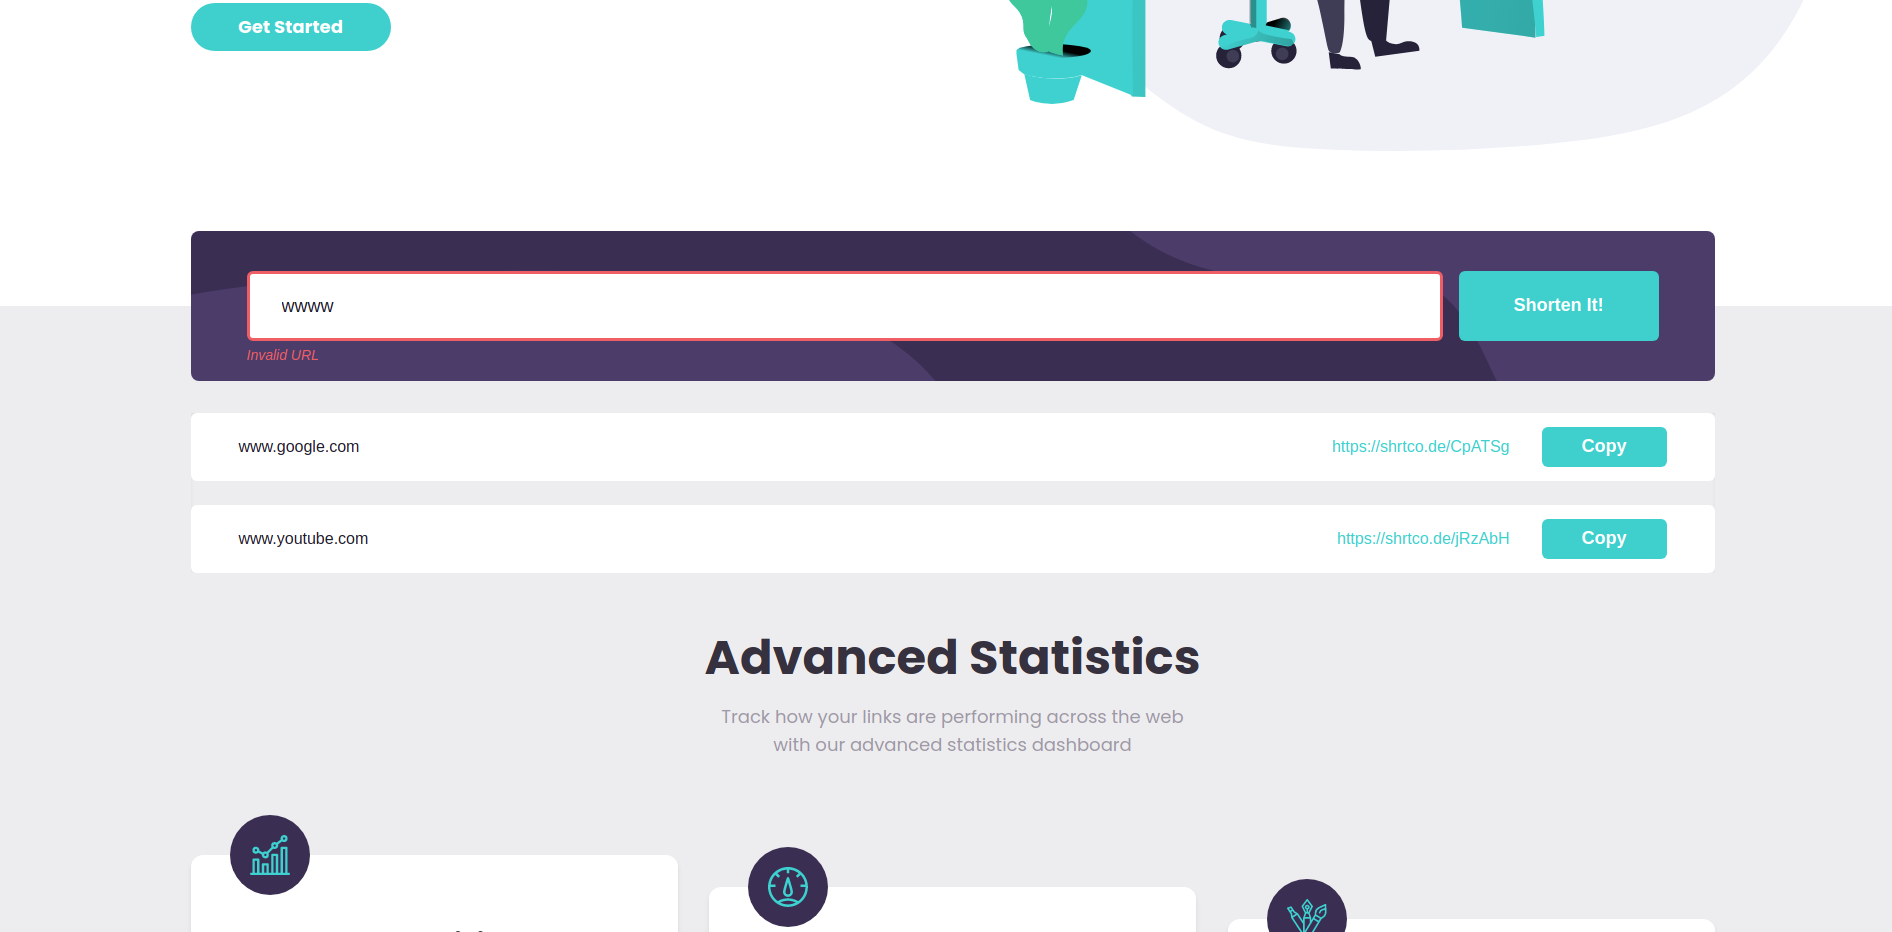 Get Started
wwww
Shorten It!
Invalid URL
www.google.com
https://shrtco.de/CpATSg
Copy
www.youtube.com
https://shrtco.de/jRzAbH
Copy
Advanced Statistics
Track how your links are performing across the web
with our advanced statistics dashboard